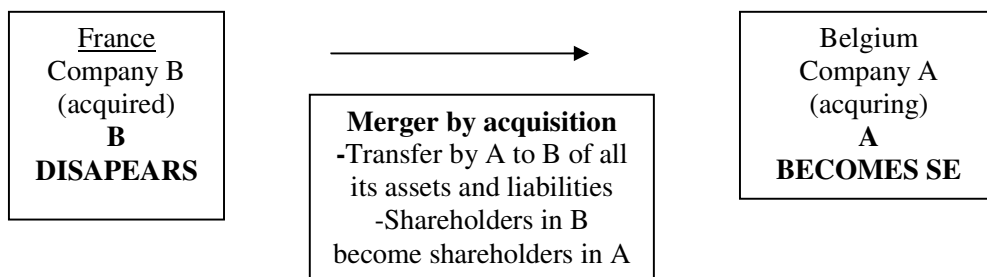 France
Company B
(acquired)
B
DISAPEARS
Merger by acquisition
-Transfer by A to B of all
its assets and liabilities
-Shareholders in B
become shareholders in A
Belgium
Company A
(acquring)
A
BECOMES SE